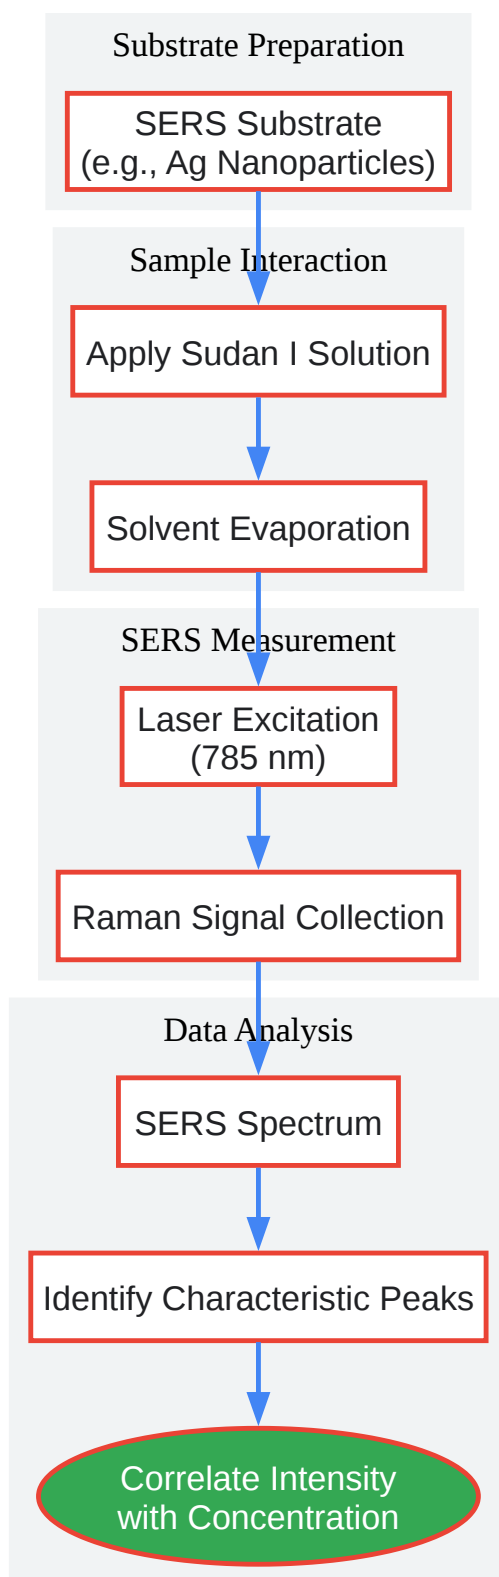 Substrate Preparation
SERS Substrate
(e.g., Ag Nanoparticles)
Sample Interaction
Apply Sudan I Solution
Solvent Evaporation
SERS Measurement
Laser Excitation
(785 nm)
Raman Signal Collection
Data Analysis
SERS Spectrum
Identify Characteristic Peaks
Correlate Intensity
with Concentration